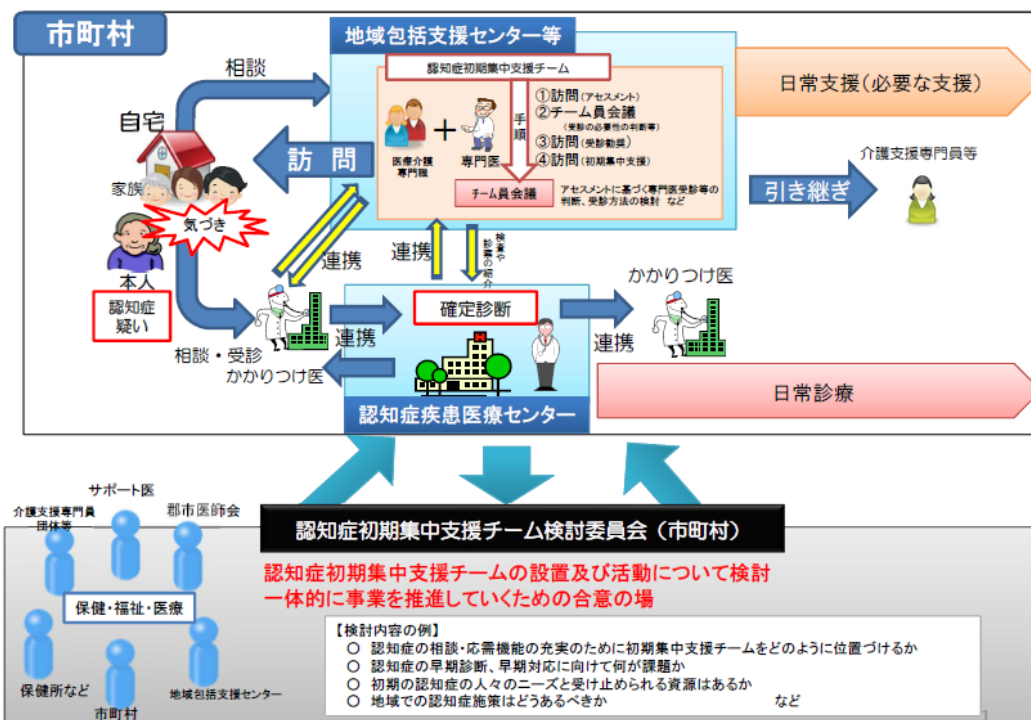 市町村
地域包括支援センター等
認知症初期集中支援チーム
相談
自宅
家族
気づき
本人
認知症
疑い
訪 問
医療介護
専門職
専門医
手順
①訪問(アセスメント)
②チーム員会議
(受診の必要性の判断等)
③訪問(受診勧奨)
④訪問(初期集中支援)
チーム員会議
アセスメントに基づく専門医受診等の
判断、受診方法の検討 など
日常支援(必要な支援)
介護支援専門員等
引き継ぎ
連携
連携
検査や
診察の紹介
相談・受診
かかりつけ医
連携
確定診断
認知症疾患医療センター
連携
かかりつけ医
日常診療
サポート医
介護支援専門員
団体等
郡市医師会
保健・福祉・医療
保健所など
市町村
地域包括支援センター
認知症初期集中支援チーム検討委員会(市町村)
認知症初期集中支援チームの設置及び活動について検討
一体的に事業を推進していくための合意の場
【検討内容の例】
○ 認知症の相談・応需機能の充実のために初期集中支援チームをどのように位置づけるか
○ 認知症の早期診断、早期対応に向けて何が課題か
○ 初期の認知症の人々のニーズと受け止められる資源はあるか
○ 地域での認知症施策はどうあるべきか など
1